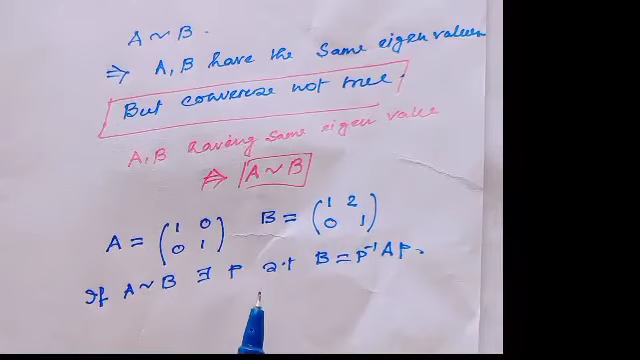 A ~ B.
⇒ A, B have the same eigen values
But converse not true.
A, B having same eigen value
⇏ A ~ B
A = (1 0 0 1) B = (1 2 0 1)
If A ~ B ∃ P s.t B = P⁻¹AP.